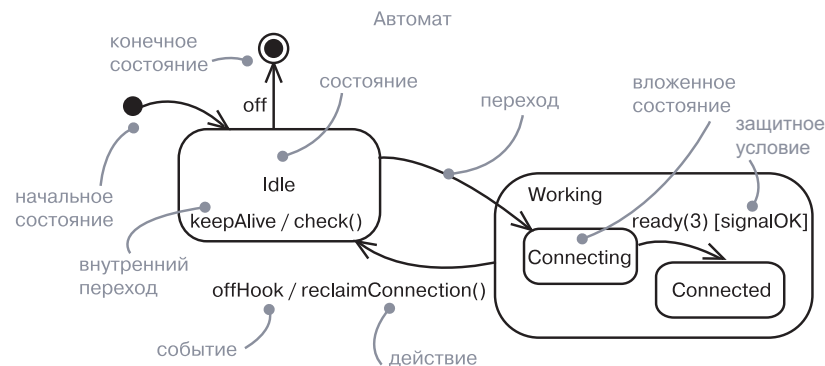 Автомат
конечное
состояние
состояние
off
переход
вложенное
состояние
защитное
условие
Idle
keepAlive / check()
начальное
состояние
внутренний
переход
Working
ready(3) [signalOK]
Connecting
Connected
offHook / reclaimConnection()
событие
действие